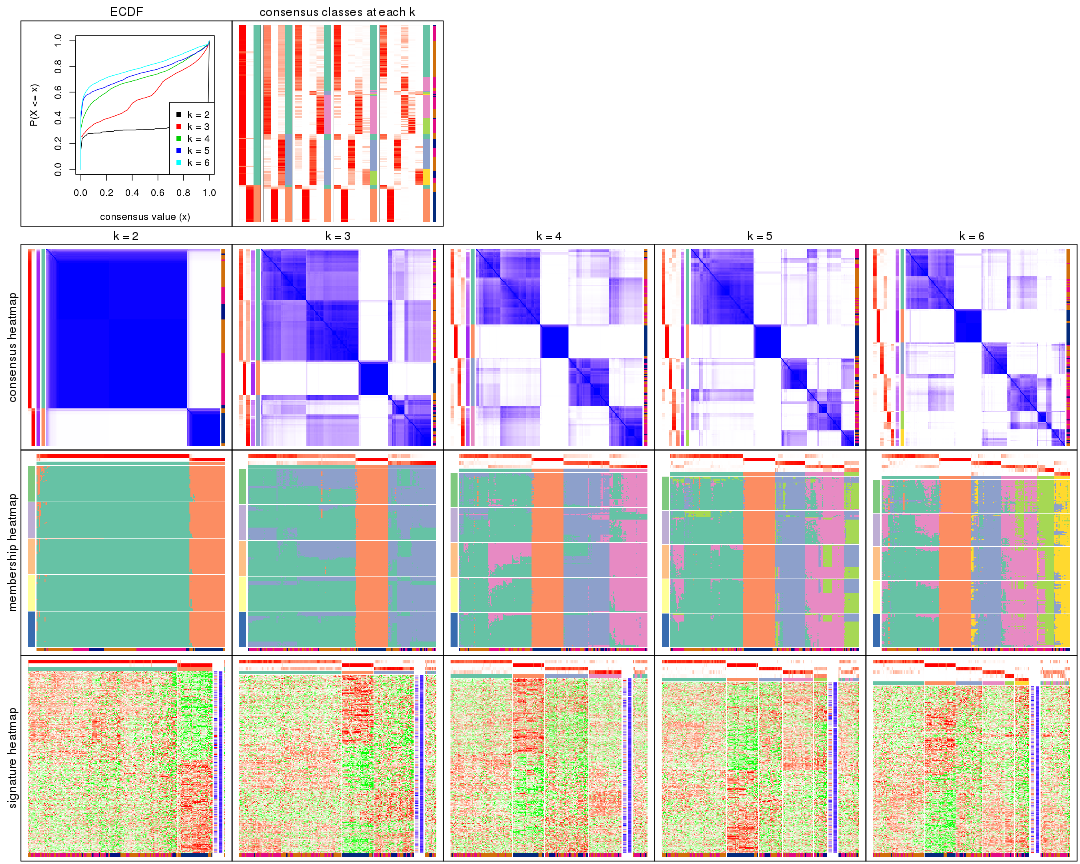 ECDF
consensus classes at each k
P(X <= x)
0.0 0.2 0.4 0.6 0.8 1.0
k = 2
k = 3
k = 4
k = 5
k = 6
0.0 0.2 0.4 0.6 0.8 1.0
consensus value (x)
k = 2
k = 3
k = 4
k = 5
k = 6
consensus heatmap
membership heatmap
signature heatmap